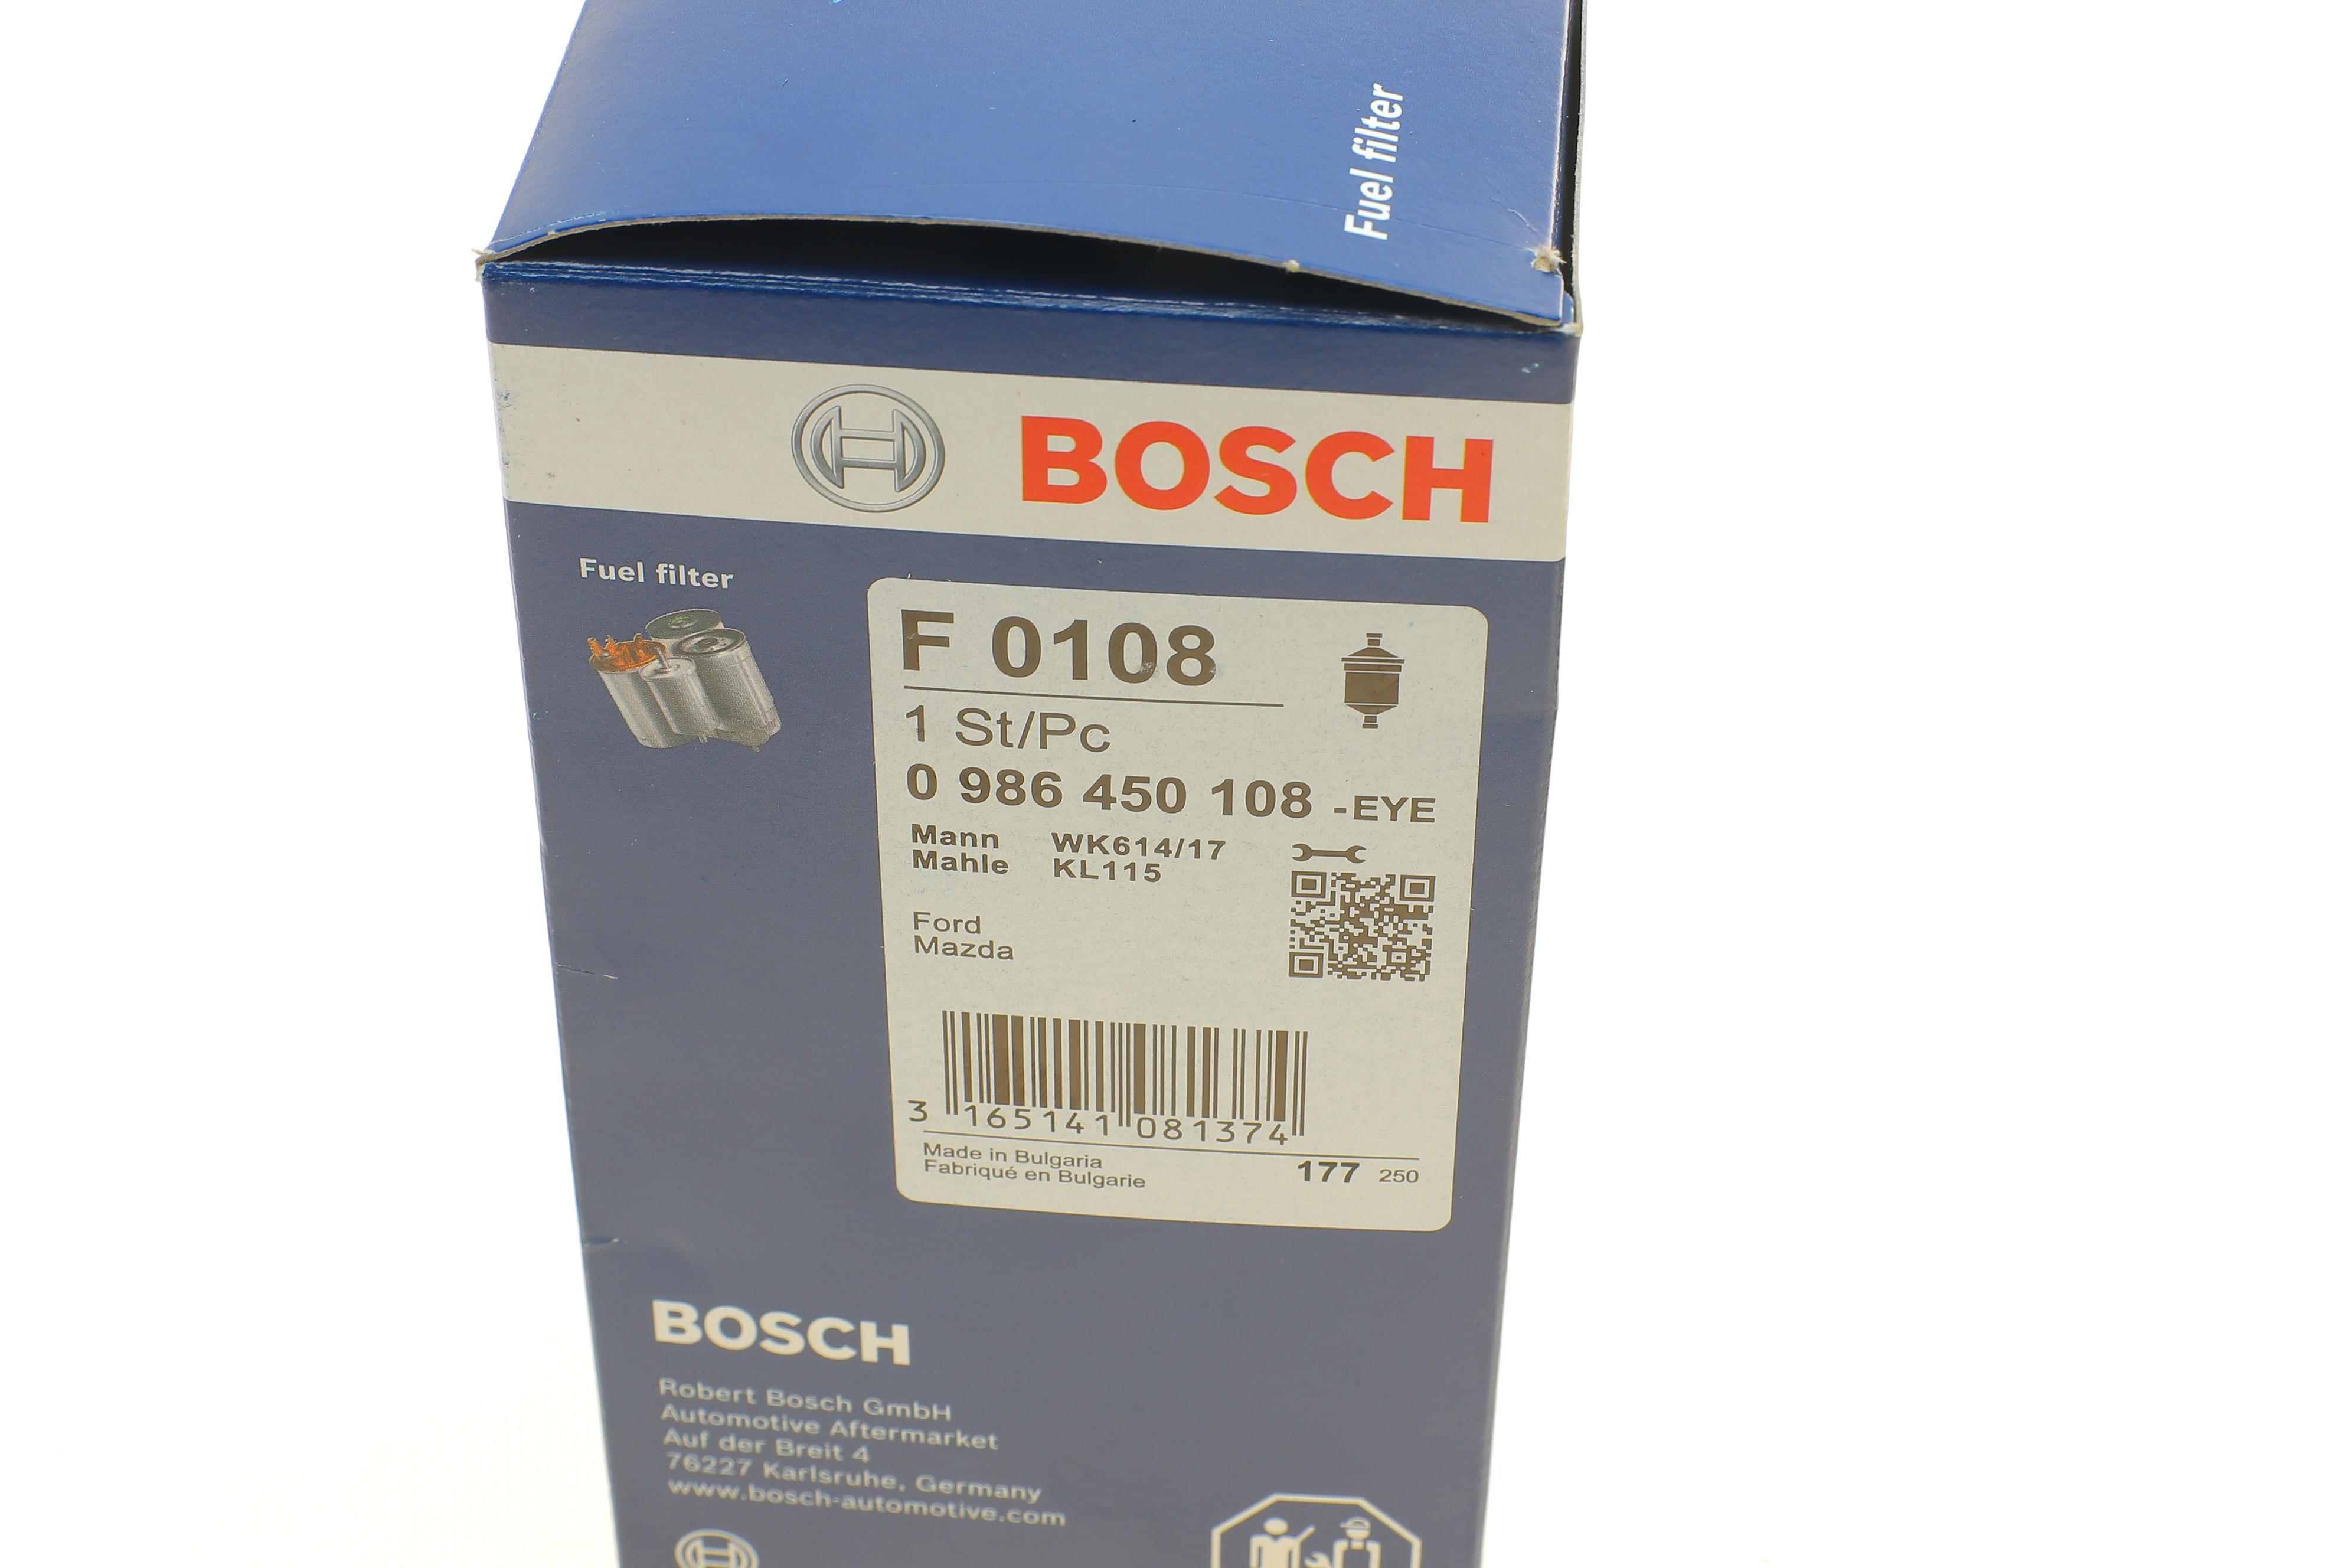 Fuel filter
BOSCH
Fuel filter
F 0108
1 St/Pc
0 986 450 108 -EYE
Mann WK614/17
Mahle KL115
Ford
Mazda
3 165141 081374
Made in Bulgaria
Fabriqué en Bulgarie
177 250
BOSCH
Robert Bosch GmbH
Automotive Aftermarket
Auf der Breit 4
76227 Karlsruhe, Germany
www.bosch-automotive.com